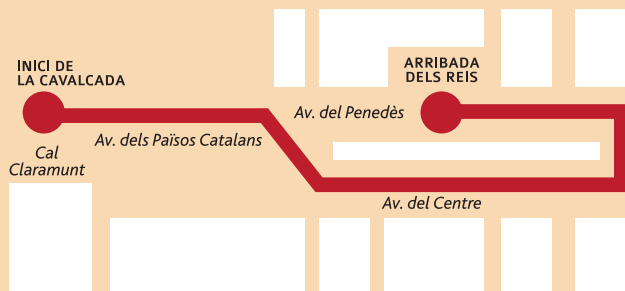 INICI DE
LA CAVALCADA
ARRIBADA
DELS REIS
Av. del Penedès
Av. dels Països Catalans
Cal
Claramunt
Av. del Centre